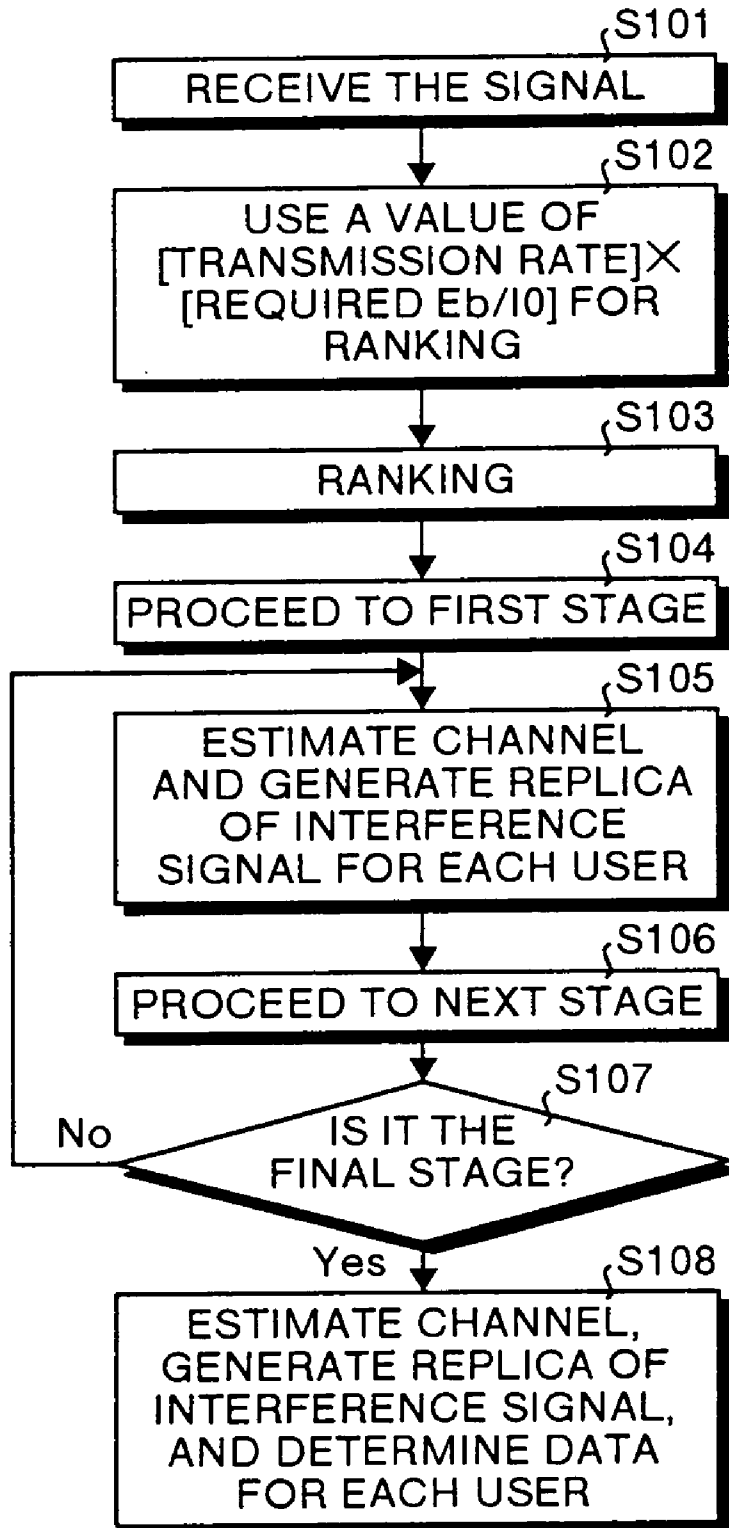 S101
RECEIVE THE SIGNAL
S102
USE A VALUE OF
[TRANSMISSION RATE]×
[REQUIRED Eb/I0] FOR
RANKING
S103
RANKING
S104
PROCEED TO FIRST STAGE
S105
ESTIMATE CHANNEL
AND GENERATE REPLICA
OF INTERFERENCE
SIGNAL FOR EACH USER
S106
PROCEED TO NEXT STAGE
S107
IS IT THE
FINAL STAGE?
No
Yes
S108
ESTIMATE CHANNEL,
GENERATE REPLICA OF
INTERFERENCE SIGNAL,
AND DETERMINE DATA
FOR EACH USER